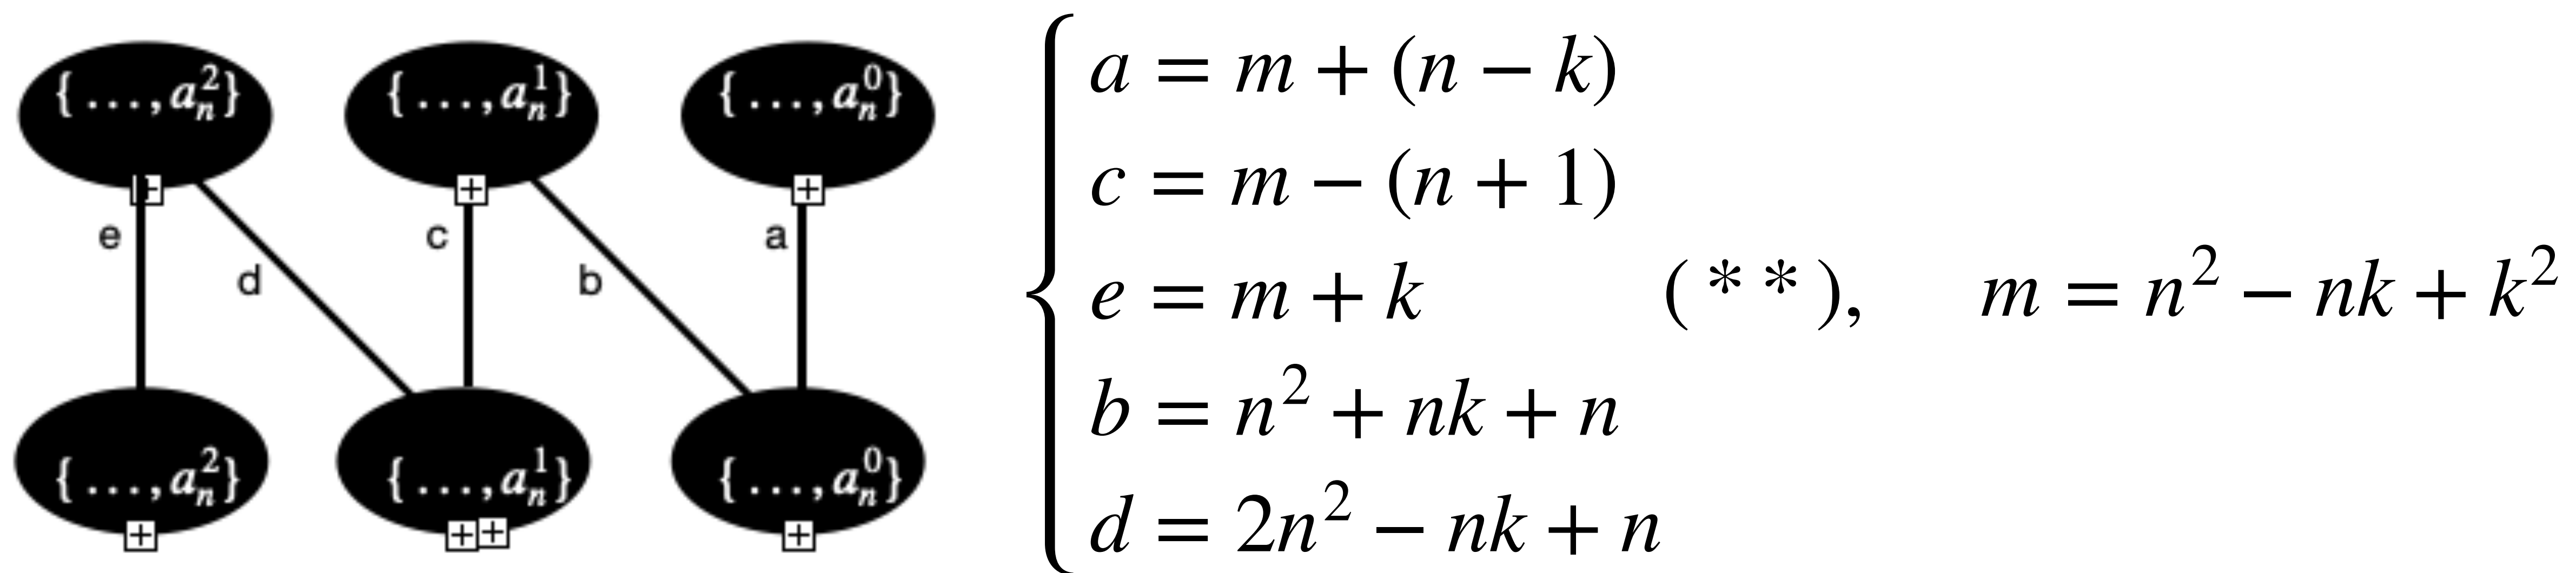 { …, a_n^2} {…, a_n^1} {…, a_n^0}
e d c b a
{ …, a_n^2} {…, a_n^1} {…, a_n^0}
a = m + (n − k)
c = m − (n + 1)
e = m + k (**), m = n^2 − nk + k^2
b = n^2 + nk + n
d = 2n^2 − nk + n